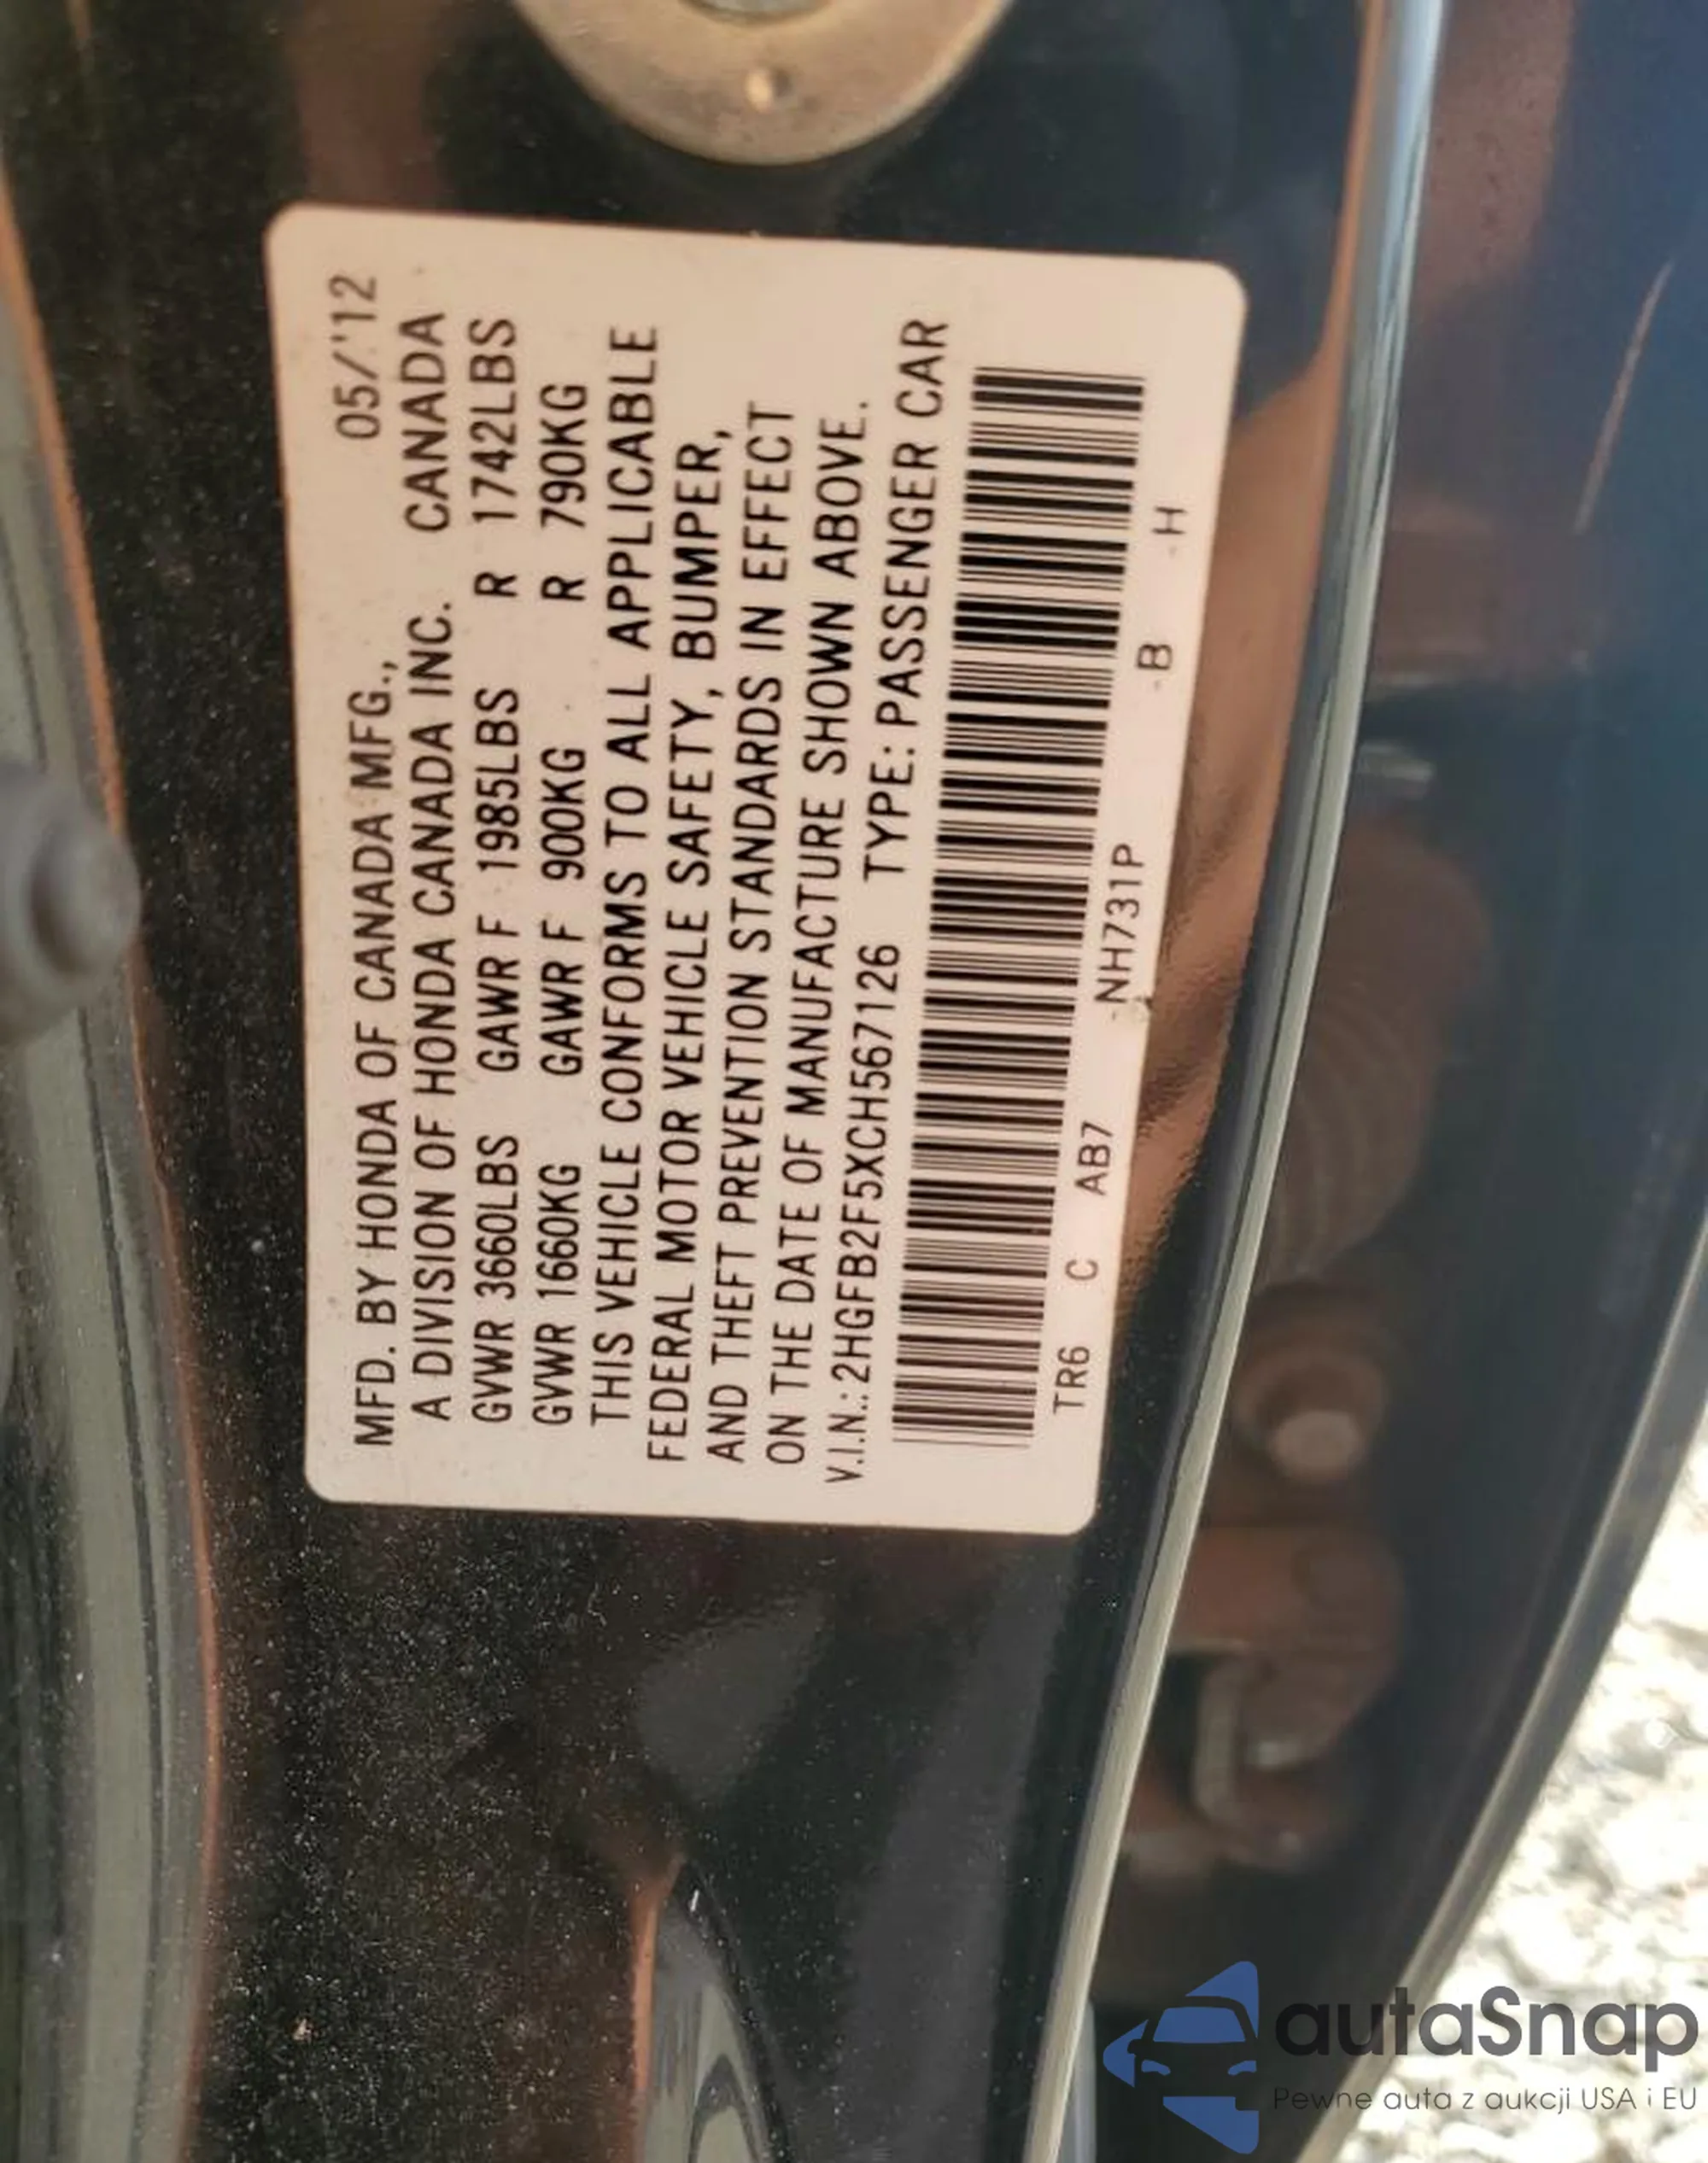 05/'12
MFD. BY HONDA OF CANADA MFG.,
A DIVISION OF HONDA CANADA INC. CANADA
GVWR 3660LBS GAWR F 1985LBS R 1742LBS
GVWR 1660KG GAWR F 900KG R 790KG
THIS VEHICLE CONFORMS TO ALL APPLICABLE
FEDERAL MOTOR VEHICLE SAFETY, BUMPER,
AND THEFT PREVENTION STANDARDS IN EFFECT
ON THE DATE OF MANUFACTURE SHOWN ABOVE.
V.I.N.: 2HGFB2F5XCH567126 TYPE: PASSENGER CAR
TR6 C AB7 NH731P -B -H
autaSnap
Pewne auta z aukcji USA i EU